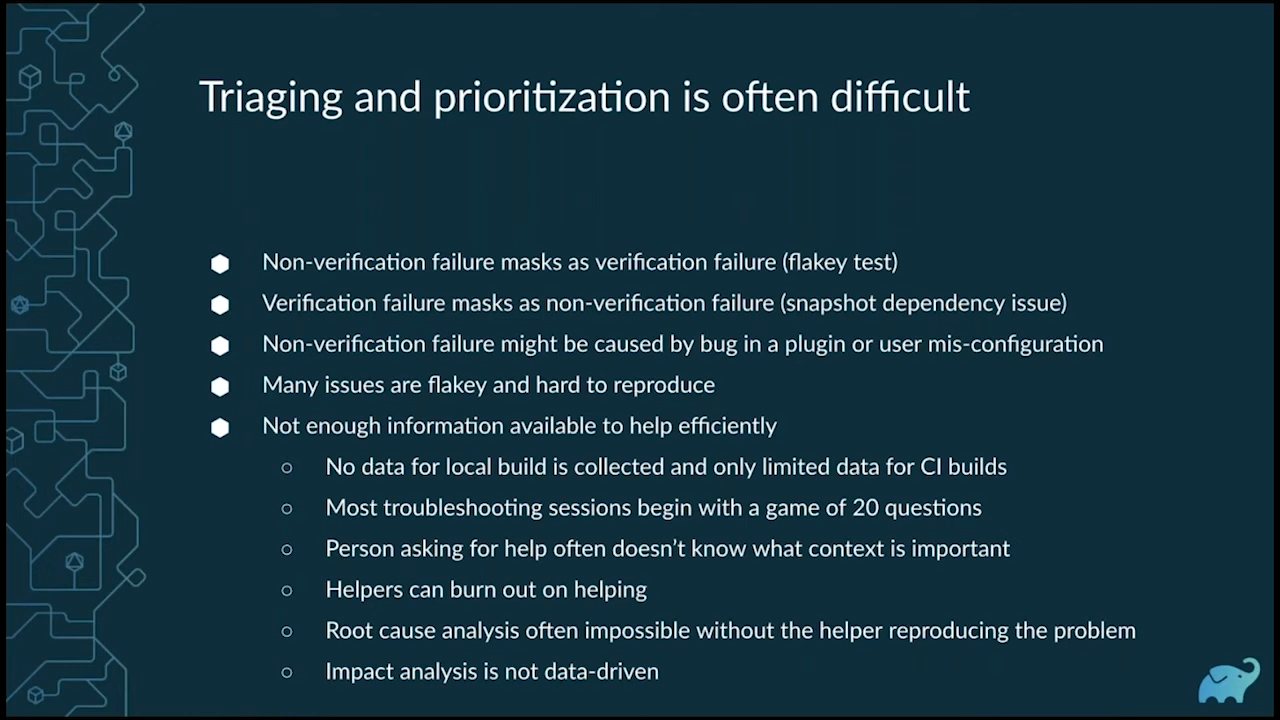 Triaging and prioritization is often difficult
Non-verification failure masks as verification failure (flakey test)
Verification failure masks as non-verification failure (snapshot dependency issue)
Non-verification failure might be caused by bug in a plugin or user mis-configuration
Many issues are flakey and hard to reproduce
Not enough information available to help efficiently
No data for local build is collected and only limited data for CI builds
Most troubleshooting sessions begin with a game of 20 questions
Person asking for help often doesn’t know what context is important
Helpers can burn out on helping
Root cause analysis often impossible without the helper reproducing the problem
Impact analysis is not data-driven